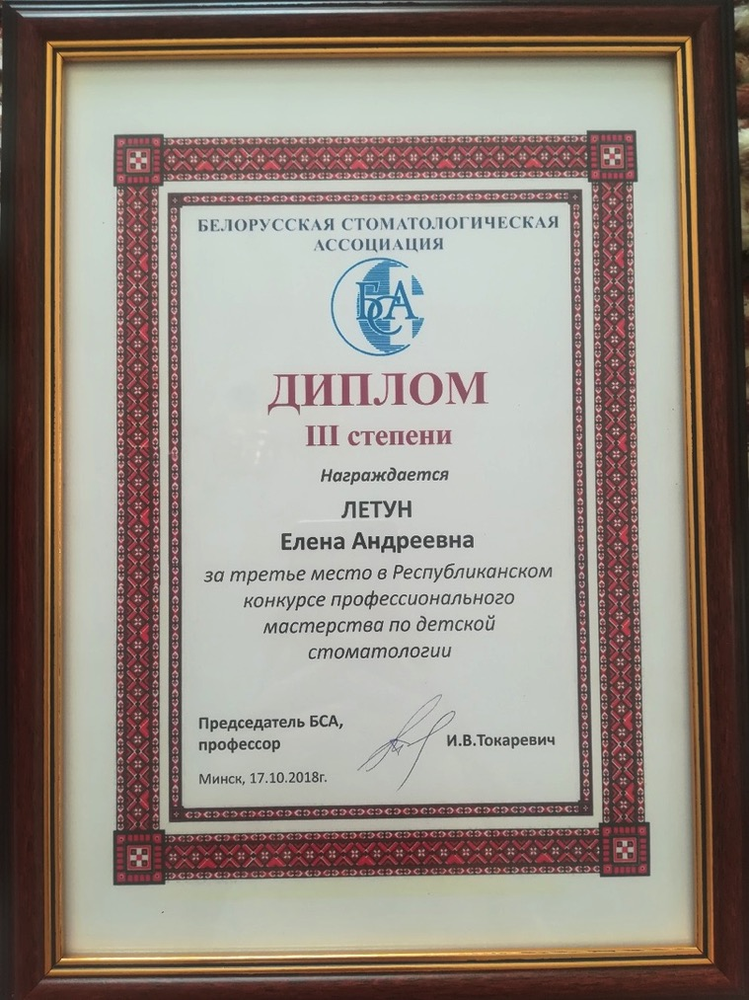 БЕЛОРУССКАЯ СТОМАТОЛОГИЧЕСКАЯ
АССОЦИАЦИЯ
БСА
ДИПЛОМ
III степени
Награждается
ЛЕТУН
Елена Андреевна
за третье место в Республиканском
конкурсе профессионального
мастерства по детской
стоматологии
Председатель БСА,
профессор
И.В.Токаревич
Минск, 17.10.2018г.